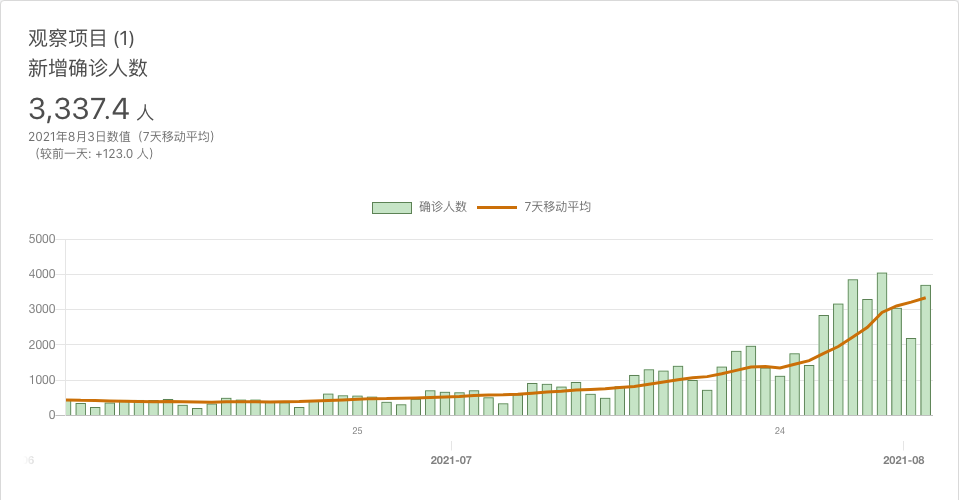 观察项目 (1)
新增确诊人数
3,337.4 人
2021年8月3日数值（7天移动平均）
（较前一天: +123.0 人）
确诊人数 7天移动平均
5000
4000
3000
2000
1000
0
25 24
2021-07 2021-08